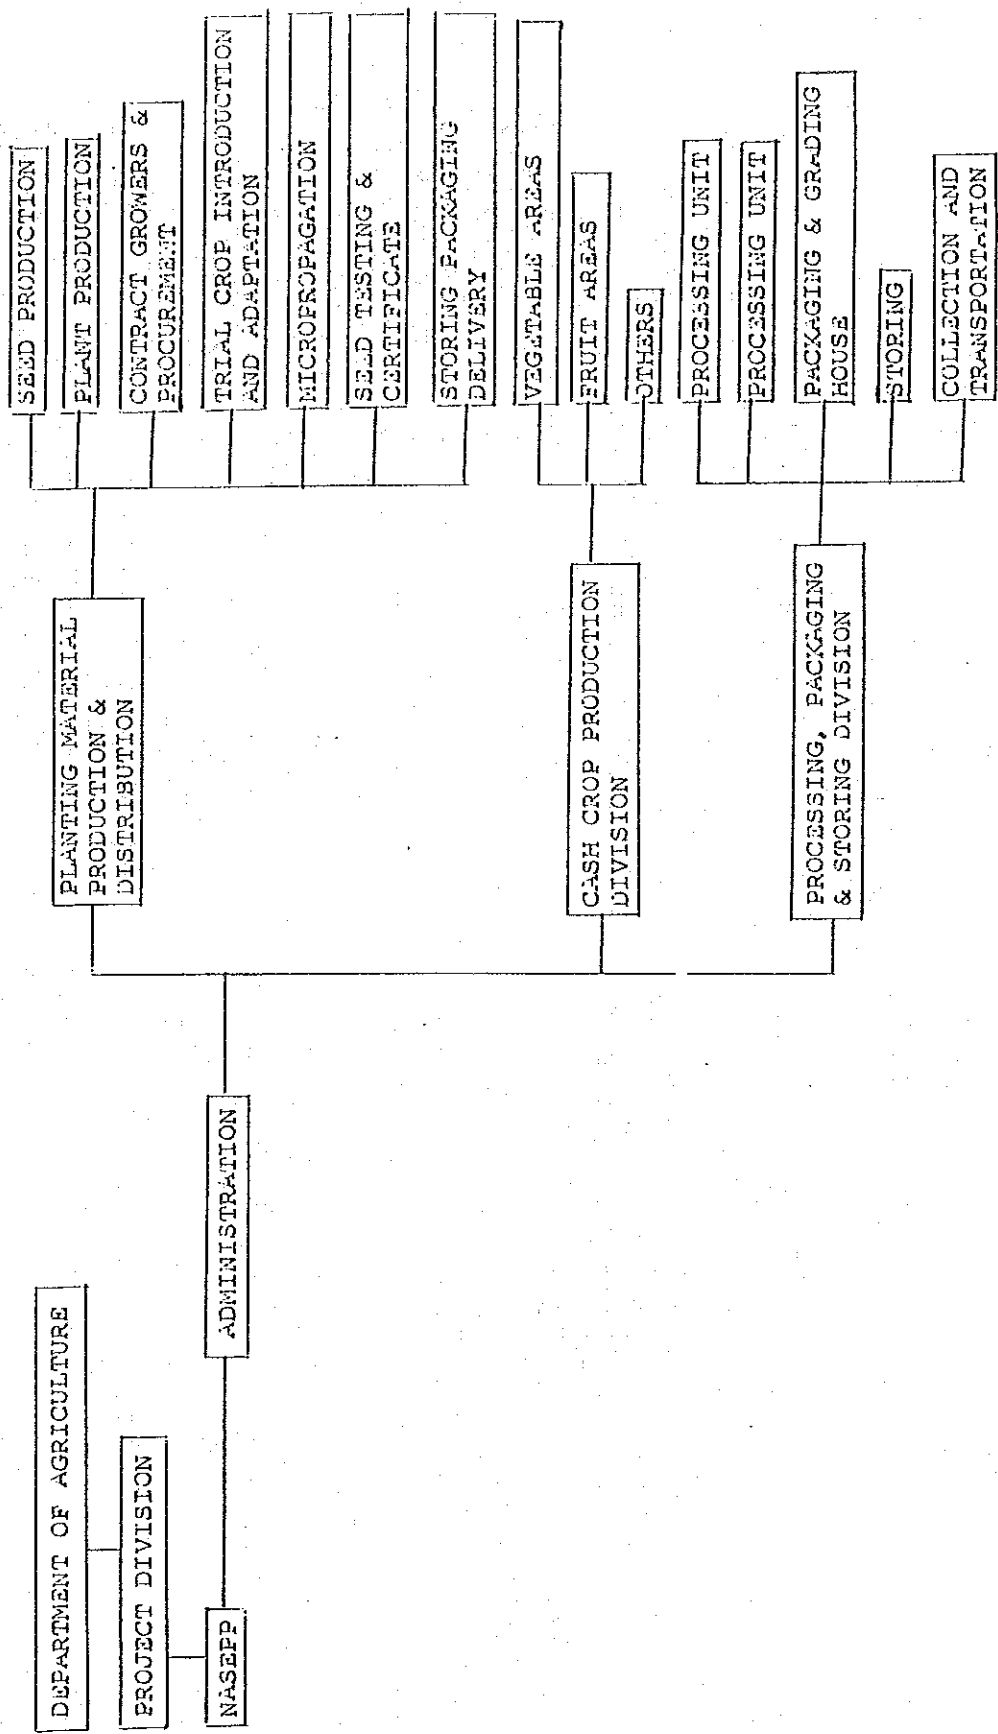 DEPARTMENT OF AGRICULTURE
PROJECT DIVISION
NASEPP
ADMINISTRATION
PLANTING MATERIAL
PRODUCTION &
DISTRIBUTION
CASH CROP PRODUCTION
DIVISION
PROCESSING, PACKAGING
& STORING DIVISION
SEED PRODUCTION
PLANT PRODUCTION
CONTRACT GROWERS &
PROCUREMENT
TRIAL CROP INTRODUCTION
AND ADAPTATION
MICROPROPAGATION
SEED TESTING &
CERTIFICATE
STORING PACKAGING
DELIVERY
VEGETABLE AREAS
FRUIT AREAS
OTHERS
PROCESSING UNIT
PROCESSING UNIT
PACKAGING & GRADING
HOUSE
STORING
COLLECTION AND
TRANSPORTATION